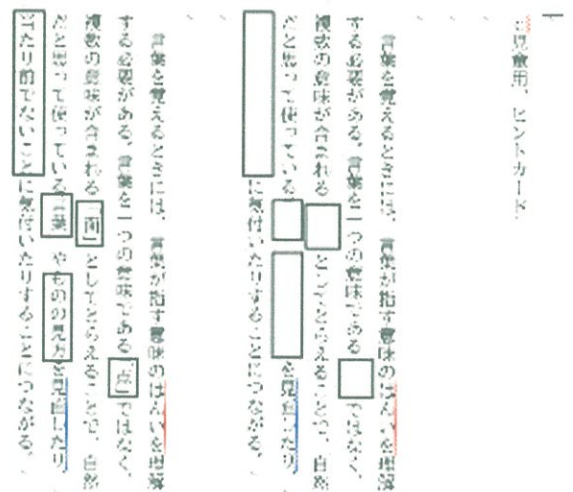 児童用 ヒントカード
言葉を覚えるときには、言葉が指す意味のはんいを理解
する必要がある。言葉を一つの意味である ではなく、
複数の意味が含まれる としてとらえることで、自然
だと思って使っている を見直したり
に気付いたりすることにつながる。
言葉を覚えるときには、言葉が指す意味のはんいを理解
する必要がある。言葉を一つの意味である「点」ではなく、
複数の意味が含まれる「面」としてとらえることで、自然
だと思って使っている言葉やものの見方を見直したり
当たり前でないことに気付いたりすることにつながる。